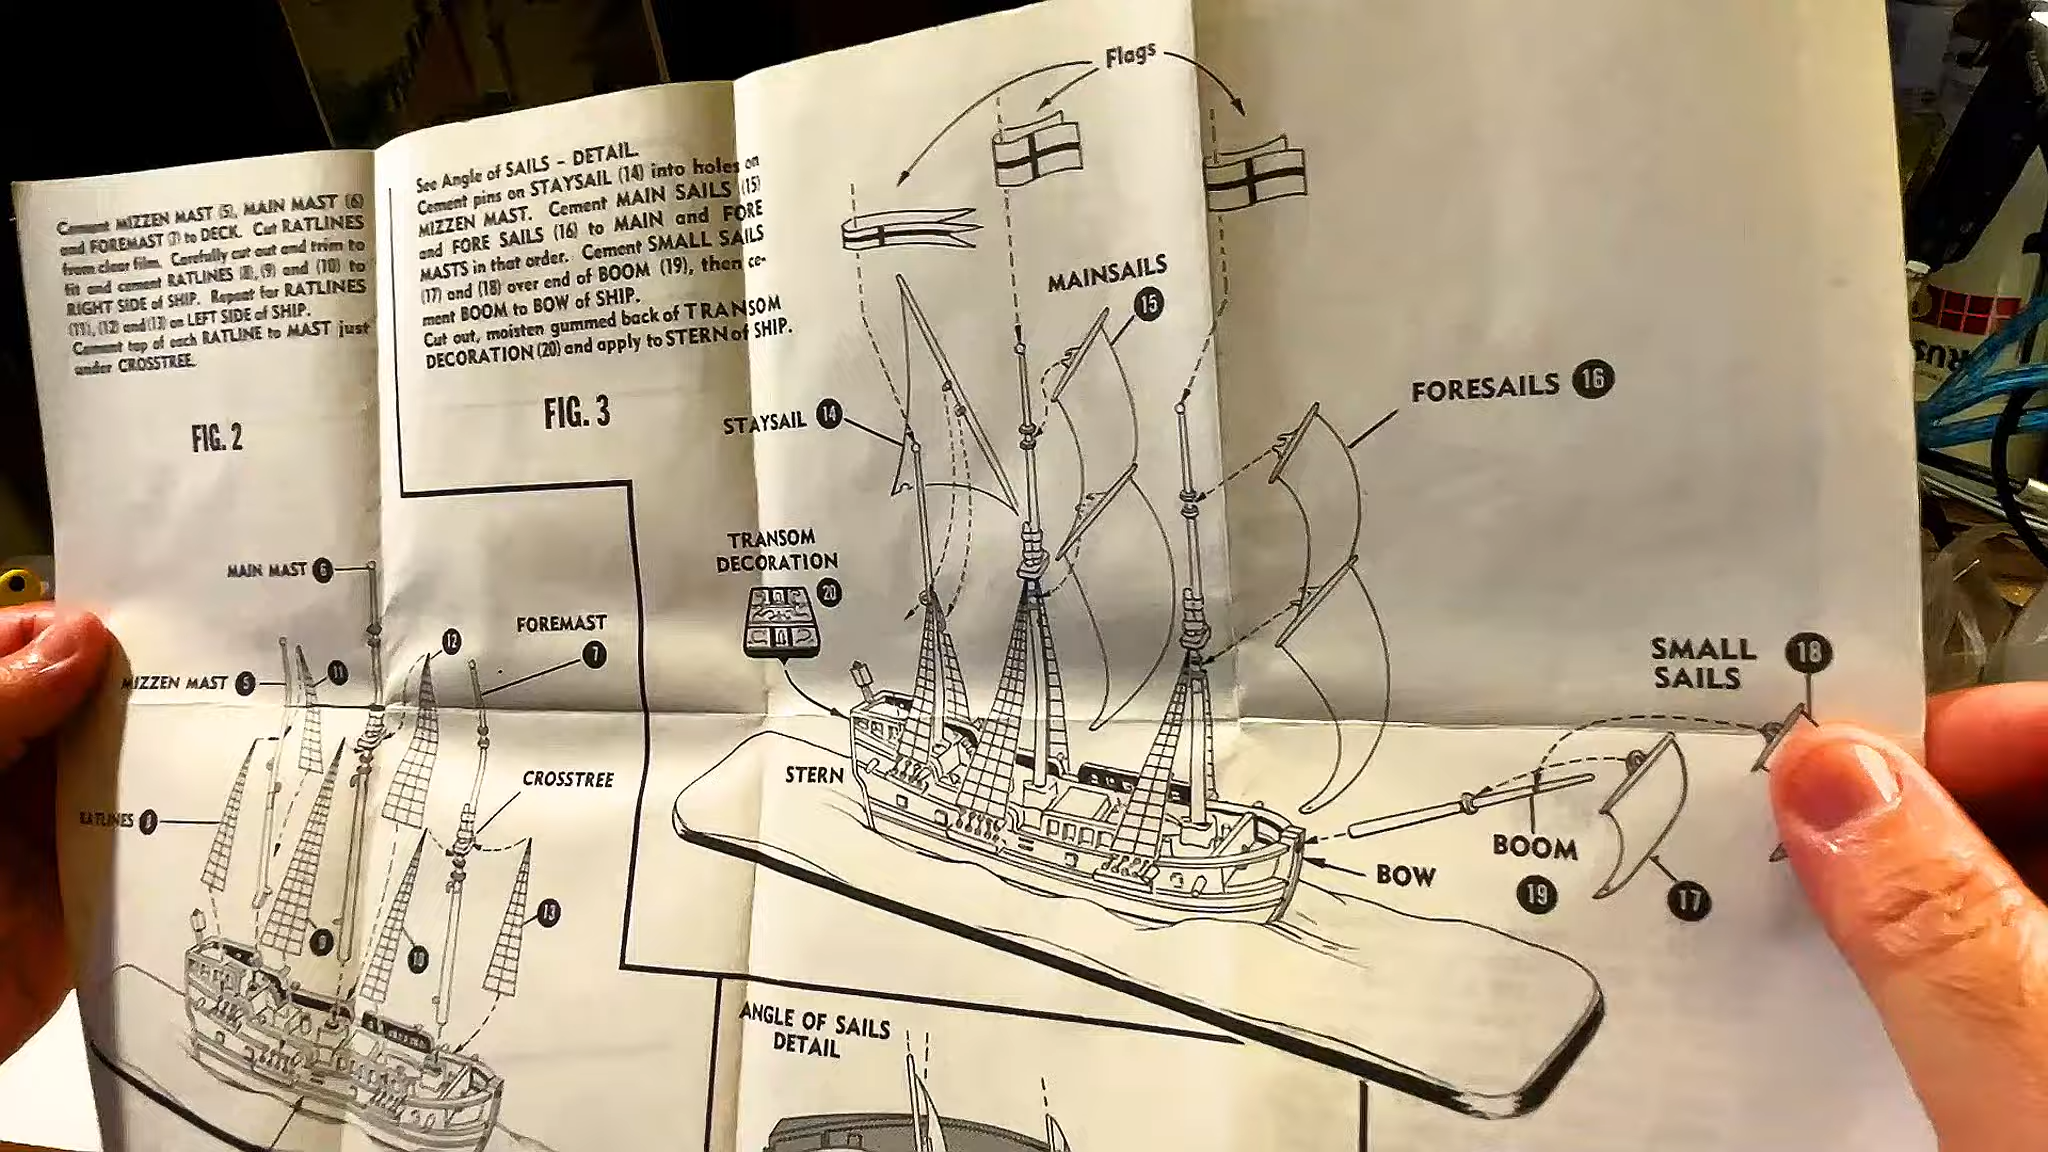 Cement MIZZEN MAST (5), MAIN MAST (6)
and FOREMAST (7) to DECK. Cut RATLINES
from clear film. Carefully cut out and trim to
fit and cement RATLINES (8), (9) and (10) to
RIGHT SIDE of SHIP. Repeat for RATLINES
(11), (12) and (13) on LEFT SIDE of SHIP.
Cement top of each RATLINE to MAST just
under CROSSTREE.
FIG. 2
MAIN MAST 6
FOREMAST
7
12
MIZZEN MAST 5
11
CROSSTREE
RATLINES 8
9
10
13
See Angle of SAILS - DETAIL.
Cement pins on STAYSAIL (14) into holes on
MIZZEN MAST. Cement MAIN SAILS (15)
and FORE SAILS (16) to MAIN and FORE
MASTS in that order. Cement SMALL SAILS
(17) and (18) over end of BOOM (19), then ce-
ment BOOM to BOW of SHIP.
Cut out, moisten gummed back of TRANSOM
DECORATION (20) and apply to STERN of SHIP.
FIG. 3
Flags
MAINSAILS
15
FORESAILS 16
STAYSAIL 14
TRANSOM
DECORATION
20
SMALL
SAILS
18
STERN
BOW
BOOM
19
17
ANGLE OF SAILS
DETAIL
RUS